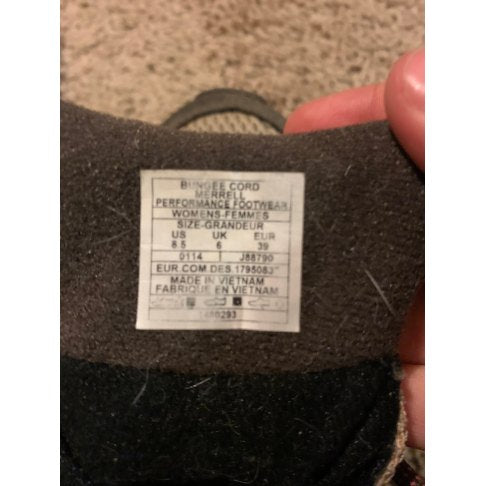 BUNGEE CORD
MERRELL
PERFORMANCE FOOTWEAR
WOMENS-FEMMES
SIZE-GRANDEUR
US UK EUR
8.5 6 39
0114 J88790
EUR.COM.DES.1795083
MADE IN VIETNAM
FABRIQUE EN VIETNAM